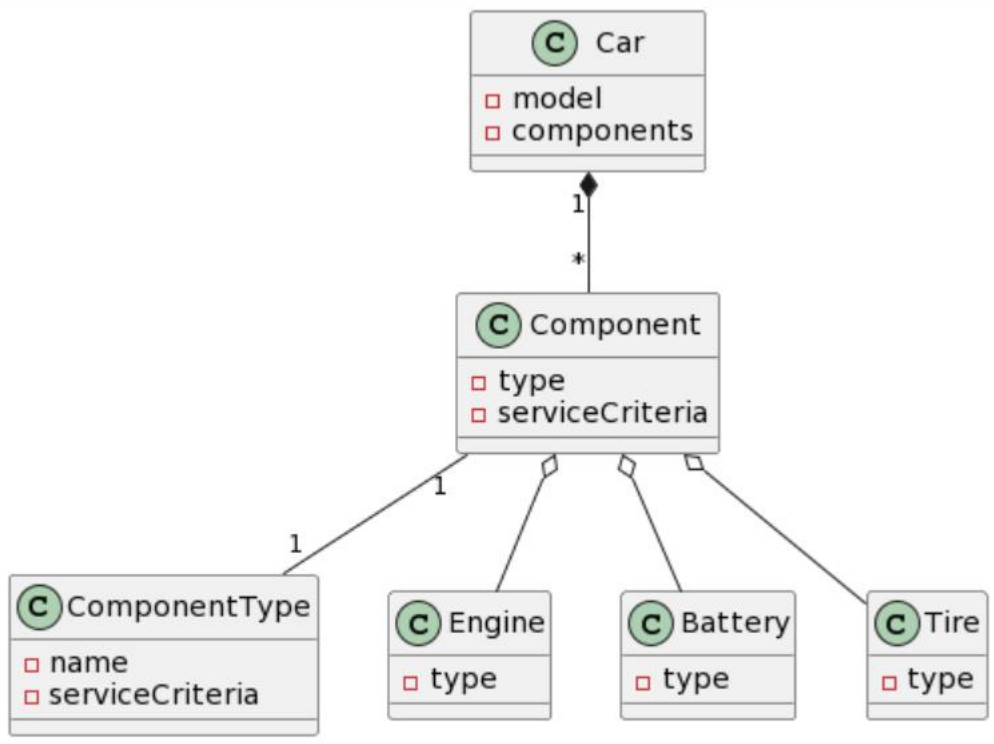 C Car
model
components
1
*
C Component
type
serviceCriteria
1
1
C ComponentType
name
serviceCriteria
C Engine
type
C Battery
type
C Tire
type